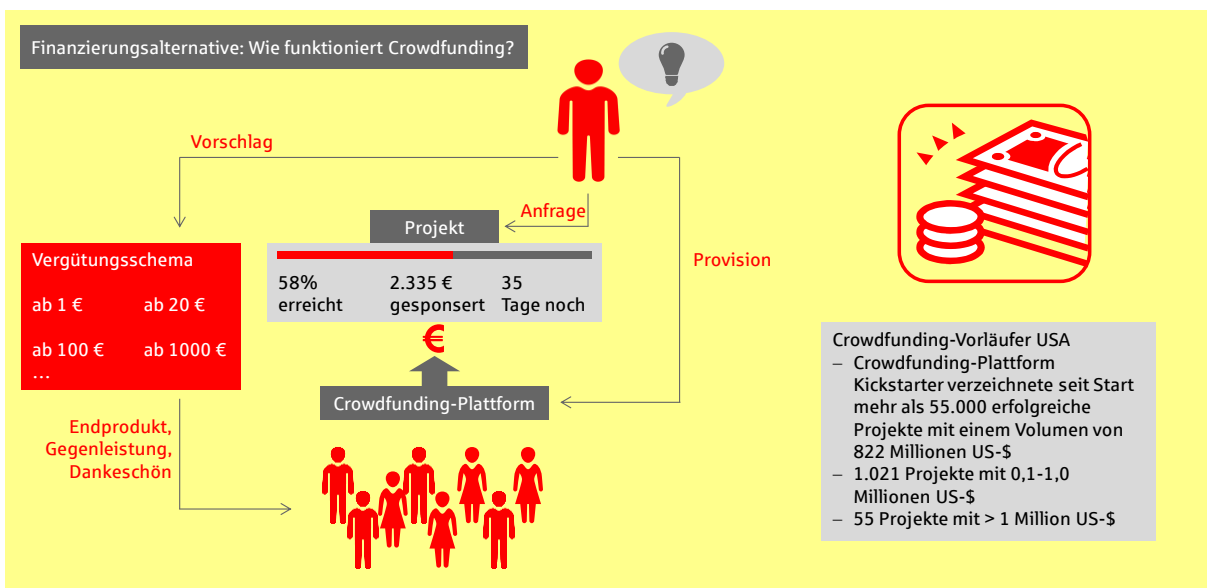 Finanzierungsalternative: Wie funktioniert Crowdfunding?
Vorschlag
Anfrage
Projekt
Provision
Vergütungsschema
ab 1 € ab 20 €
ab 100 € ab 1000 €
…
58% 2.335 € 35
erreicht gesponsert Tage noch
€
Crowdfunding-Plattform
Endprodukt,
Gegenleistung,
Dankeschön
Crowdfunding-Vorläufer USA
– Crowdfunding-Plattform
Kickstarter verzeichnete seit Start
mehr als 55.000 erfolgreiche
Projekte mit einem Volumen von
822 Millionen US-$
– 1.021 Projekte mit 0,1-1,0
Millionen US-$
– 55 Projekte mit > 1 Million US-$